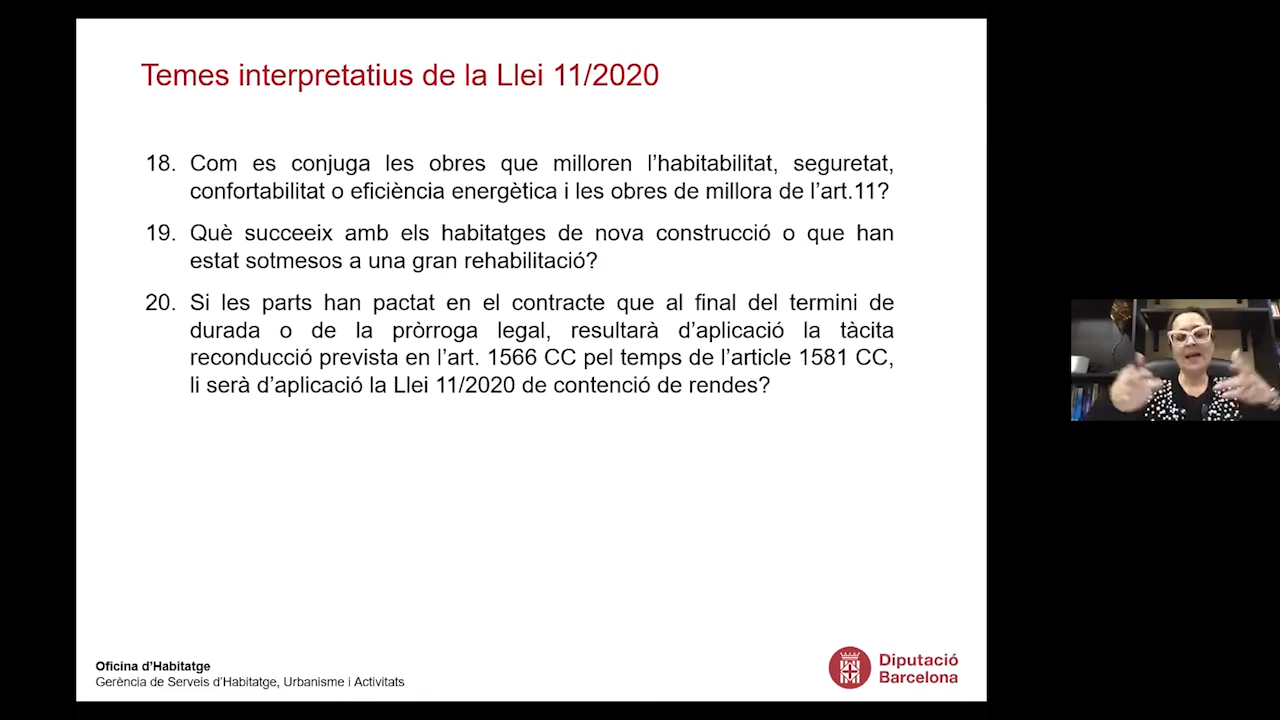 Temes interpretatius de la Llei 11/2020
18. Com es conjuga les obres que milloren l’habitabilitat, seguretat,
confortabilitat o eficiència energètica i les obres de millora de l’art.11?
19. Què succeeix amb els habitatges de nova construcció o que han
estat sotmesos a una gran rehabilitació?
20. Si les parts han pactat en el contracte que al final del termini de
durada o de la pròrroga legal, resultarà d’aplicació la tàcita
reconducció prevista en l’art. 1566 CC pel temps de l’article 1581 CC,
li serà d’aplicació la Llei 11/2020 de contenció de rendes?
Oficina d’Habitatge
Gerència de Serveis d’Habitatge, Urbanisme i Activitats
Diputació
Barcelona